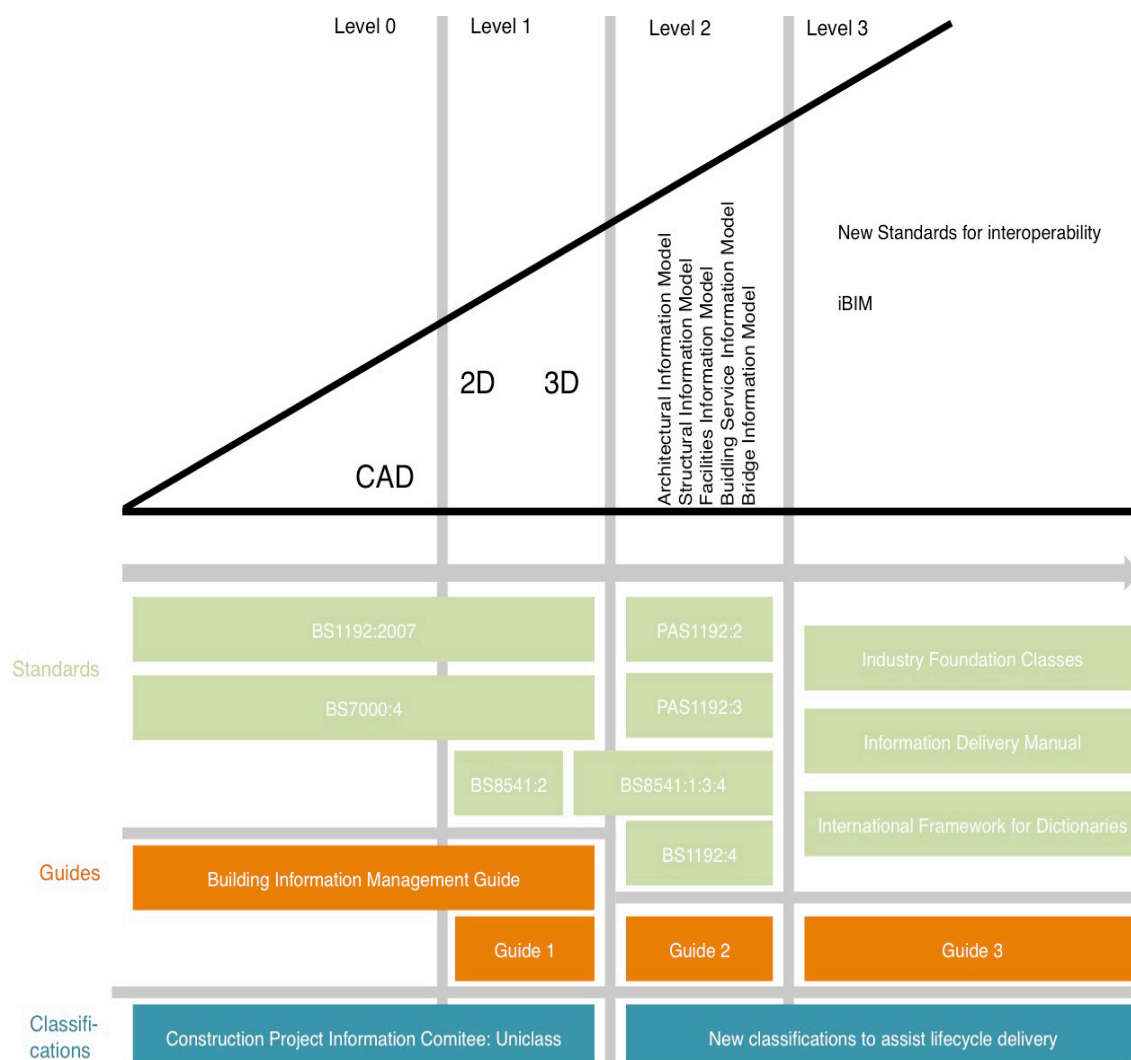 Level 0
Level 1
Level 2
Level 3
New Standards for interoperability
iBIM
2D
3D
CAD
Architectural Information Model
Structural Information Model
Facilities Information Model
Buidling Service Information Model
Bridge Information Model
Standards
BS1192:2007
PAS1192:2
Industry Foundation Classes
BS7000:4
PAS1192:3
Information Delivery Manual
BS8541:2
BS8541:1:3:4
International Framework for Dictionaries
BS1192:4
Guides
Building Information Management Guide
Guide 1
Guide 2
Guide 3
Classifi-
cations
Construction Project Information Comitee: Uniclass
New classifications to assist lifecycle delivery